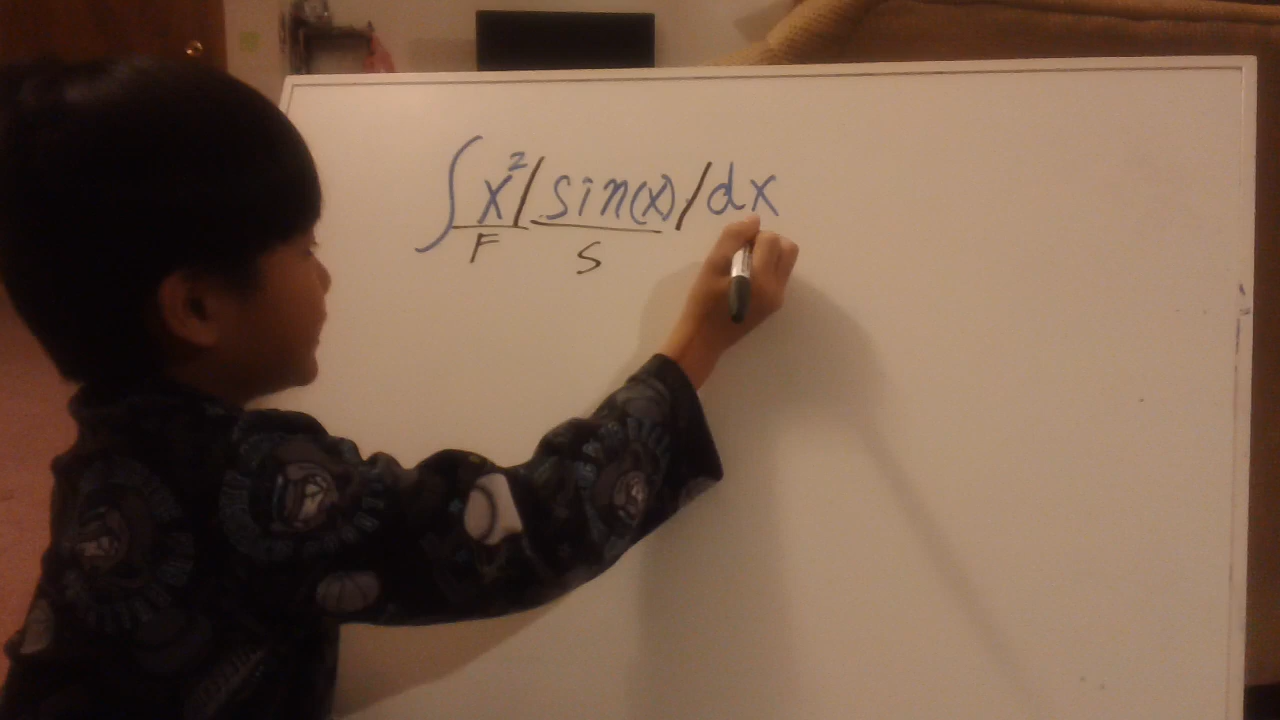 ∫ x² / sin(x) / dx
F S